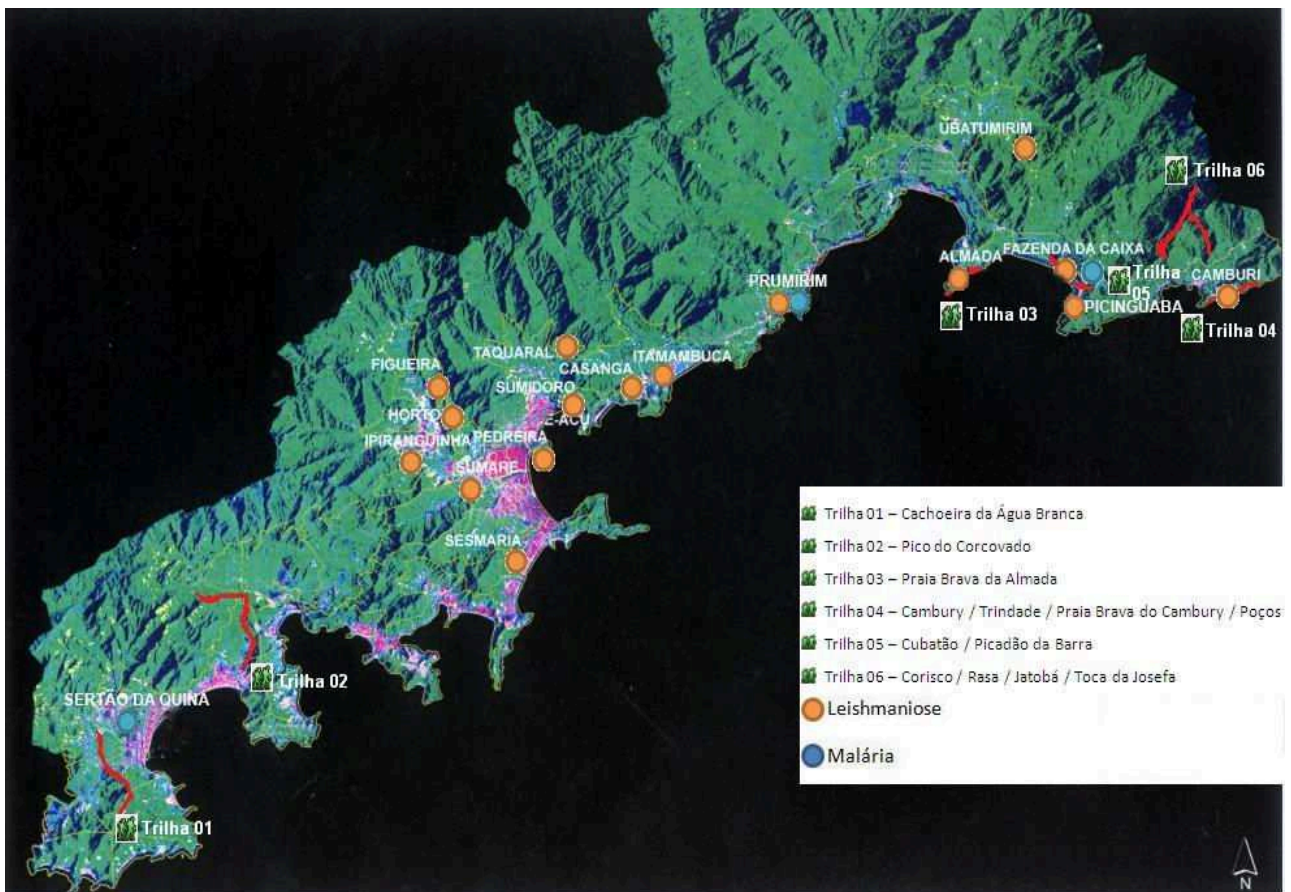 UBATUMIRIM
Trilha 06
FAZENDA DA CAIXA
ALMADA
Trilha 05
CAMBURI
PRUMIRIM
PICINGUABA
Trilha 03
Trilha 04
TAQUARAL
ITAMAMBUCA
CASANGA
FIGUEIRA
SUMIDORO
HORTO
E-ACU
PEDREIRA
IPIRANGUINHA
SUMARÉ
SESMARIA
Trilha 02
SERTÃO DA QUINA
Trilha 01
Trilha 01 – Cachoeira da Água Branca
Trilha 02 – Pico do Corcovado
Trilha 03 – Praia Brava da Almada
Trilha 04 – Cambury / Trindade / Praia Brava do Cambury / Poços
Trilha 05 – Cubatão / Picadão da Barra
Trilha 06 – Corisco / Rasa / Jatobá / Toca da Josefa
Leishmaniose
Malária
N